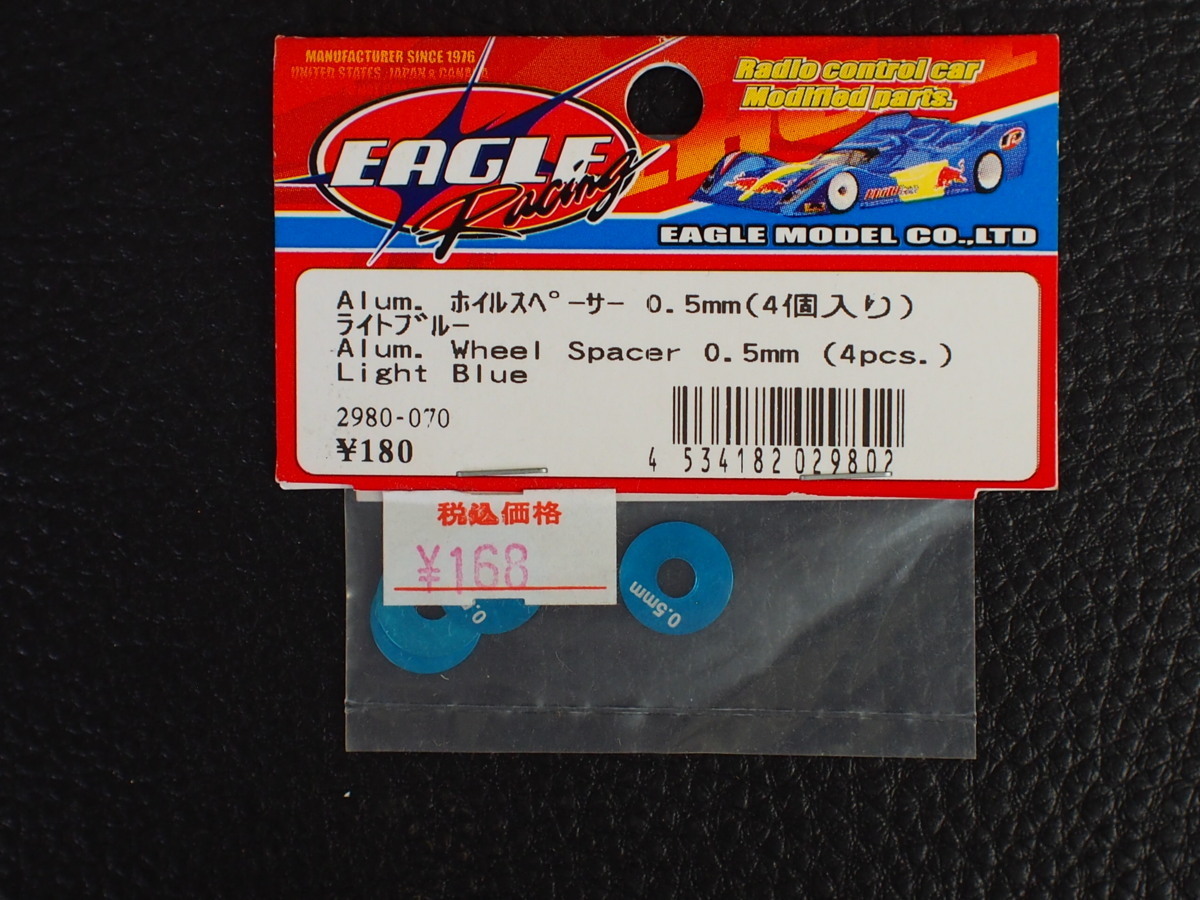 MANUFACTURER SINCE 1976
UNITED STATES, JAPAN & CANADA
EAGLE
Racing
Radio control car
Modified parts.
EAGLE MODEL CO.,LTD
Alum. ホイルスペーサー 0.5mm(4個入り)
ライトブルー
Alum. Wheel Spacer 0.5mm (4pcs.)
Light Blue
2980-070
¥180
4 534182 029802
税込価格
¥168
0.5mm
0.5